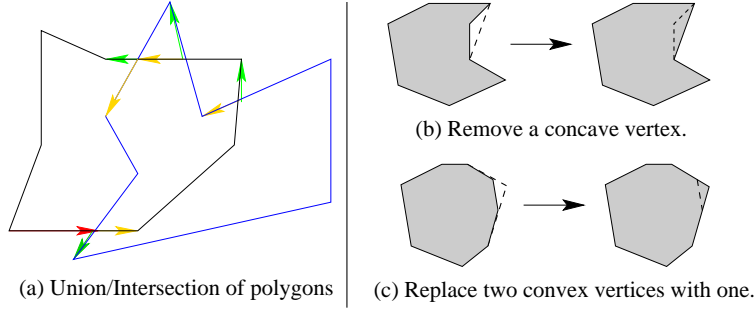 (b) Remove a concave vertex.
(a) Union/Intersection of polygons
(c) Replace two convex vertices with one.